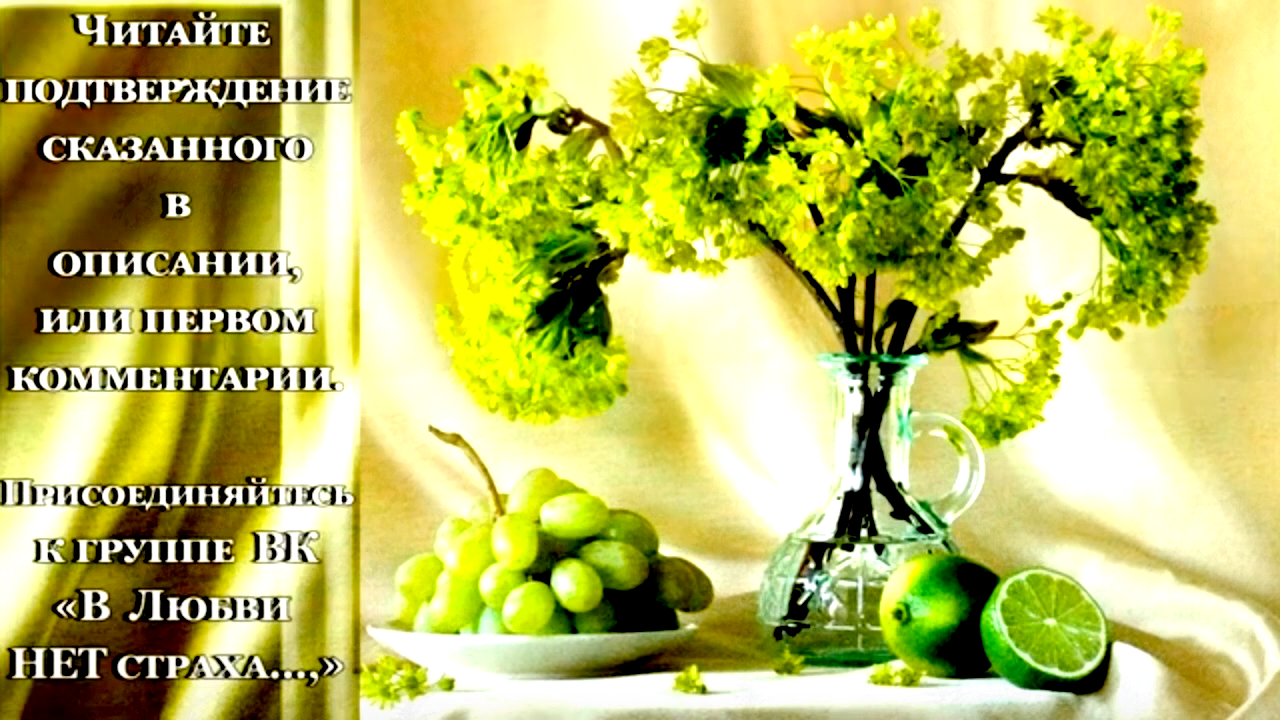 Читайте
подтверждение
сказанного
в
описании,
или первом
комментарии.
Присоединяйтесь
к группе ВК
«В Любви
НЕТ страха...,»